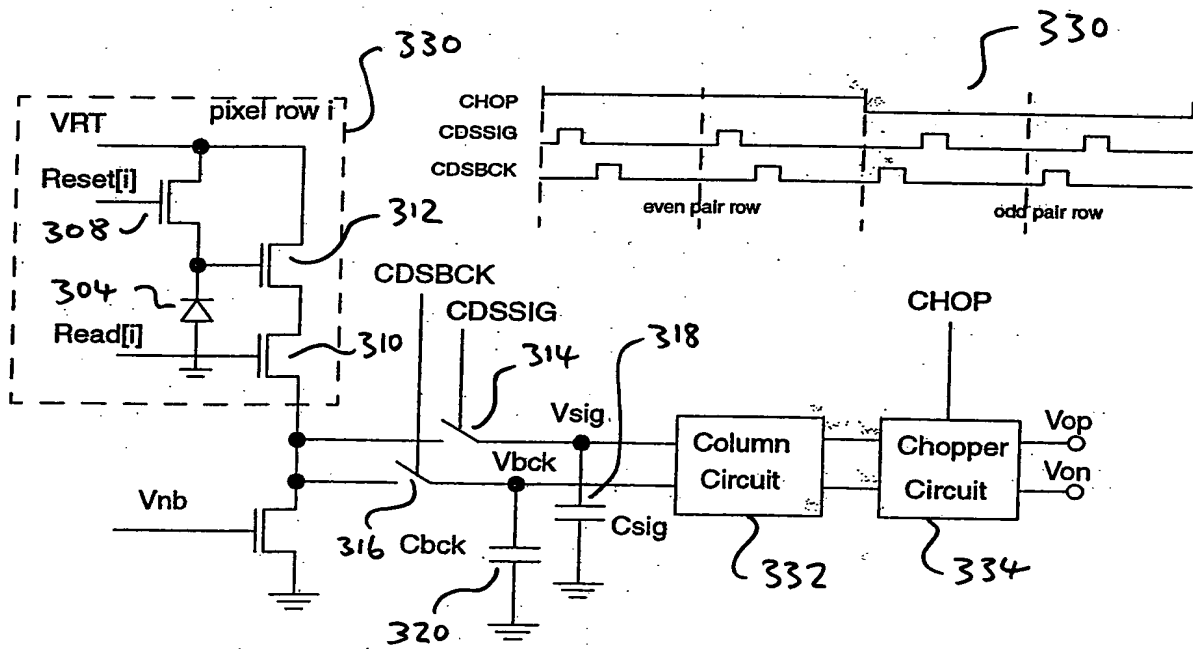 330
330
pixel row i
VRT
Reset[i]
308
312
304
Read[i]
310
CHOP
CDSSIG
CDSBCK
even pair row
odd pair row
CDSBCK
CDSSIG
CHOP
314
318
Vsig
Vbck
Column
Circuit
Chopper
Circuit
Vop
Von
Vnb
316
Cbck
Csig
320
332
334